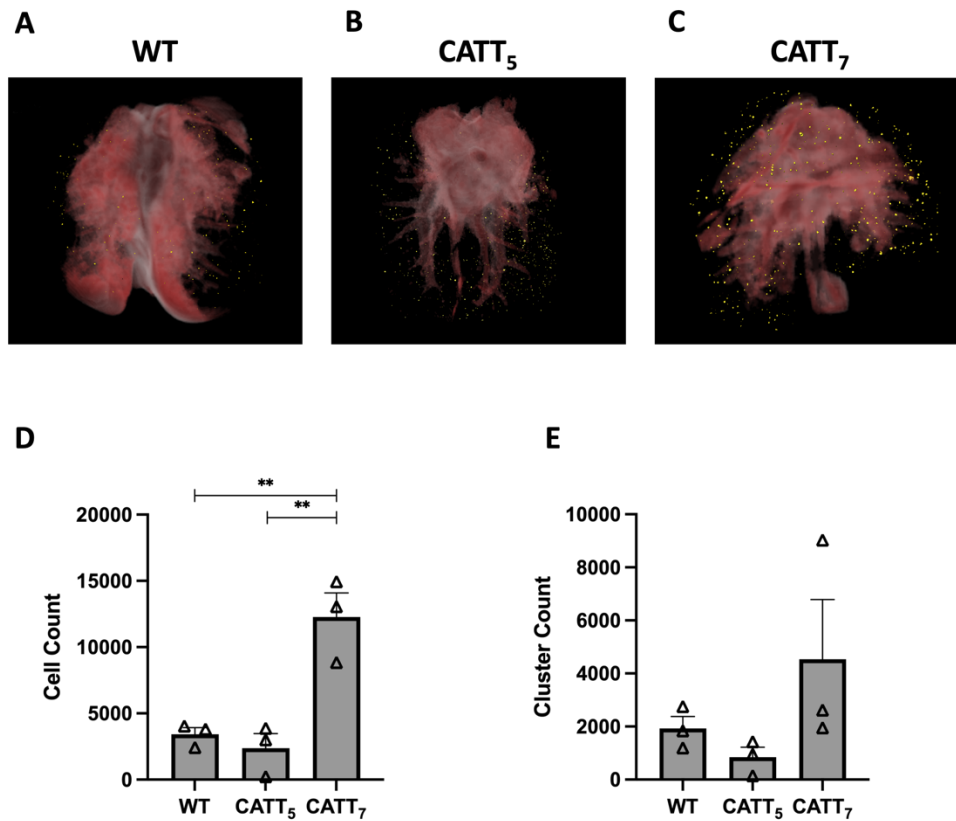 A B C
WT CATT₅ CATT₇
D E
** 
**
20000
15000
10000
5000
0
Cell Count
WT CATT₅ CATT₇
10000
8000
6000
4000
2000
0
Cluster Count
WT CATT₅ CATT₇